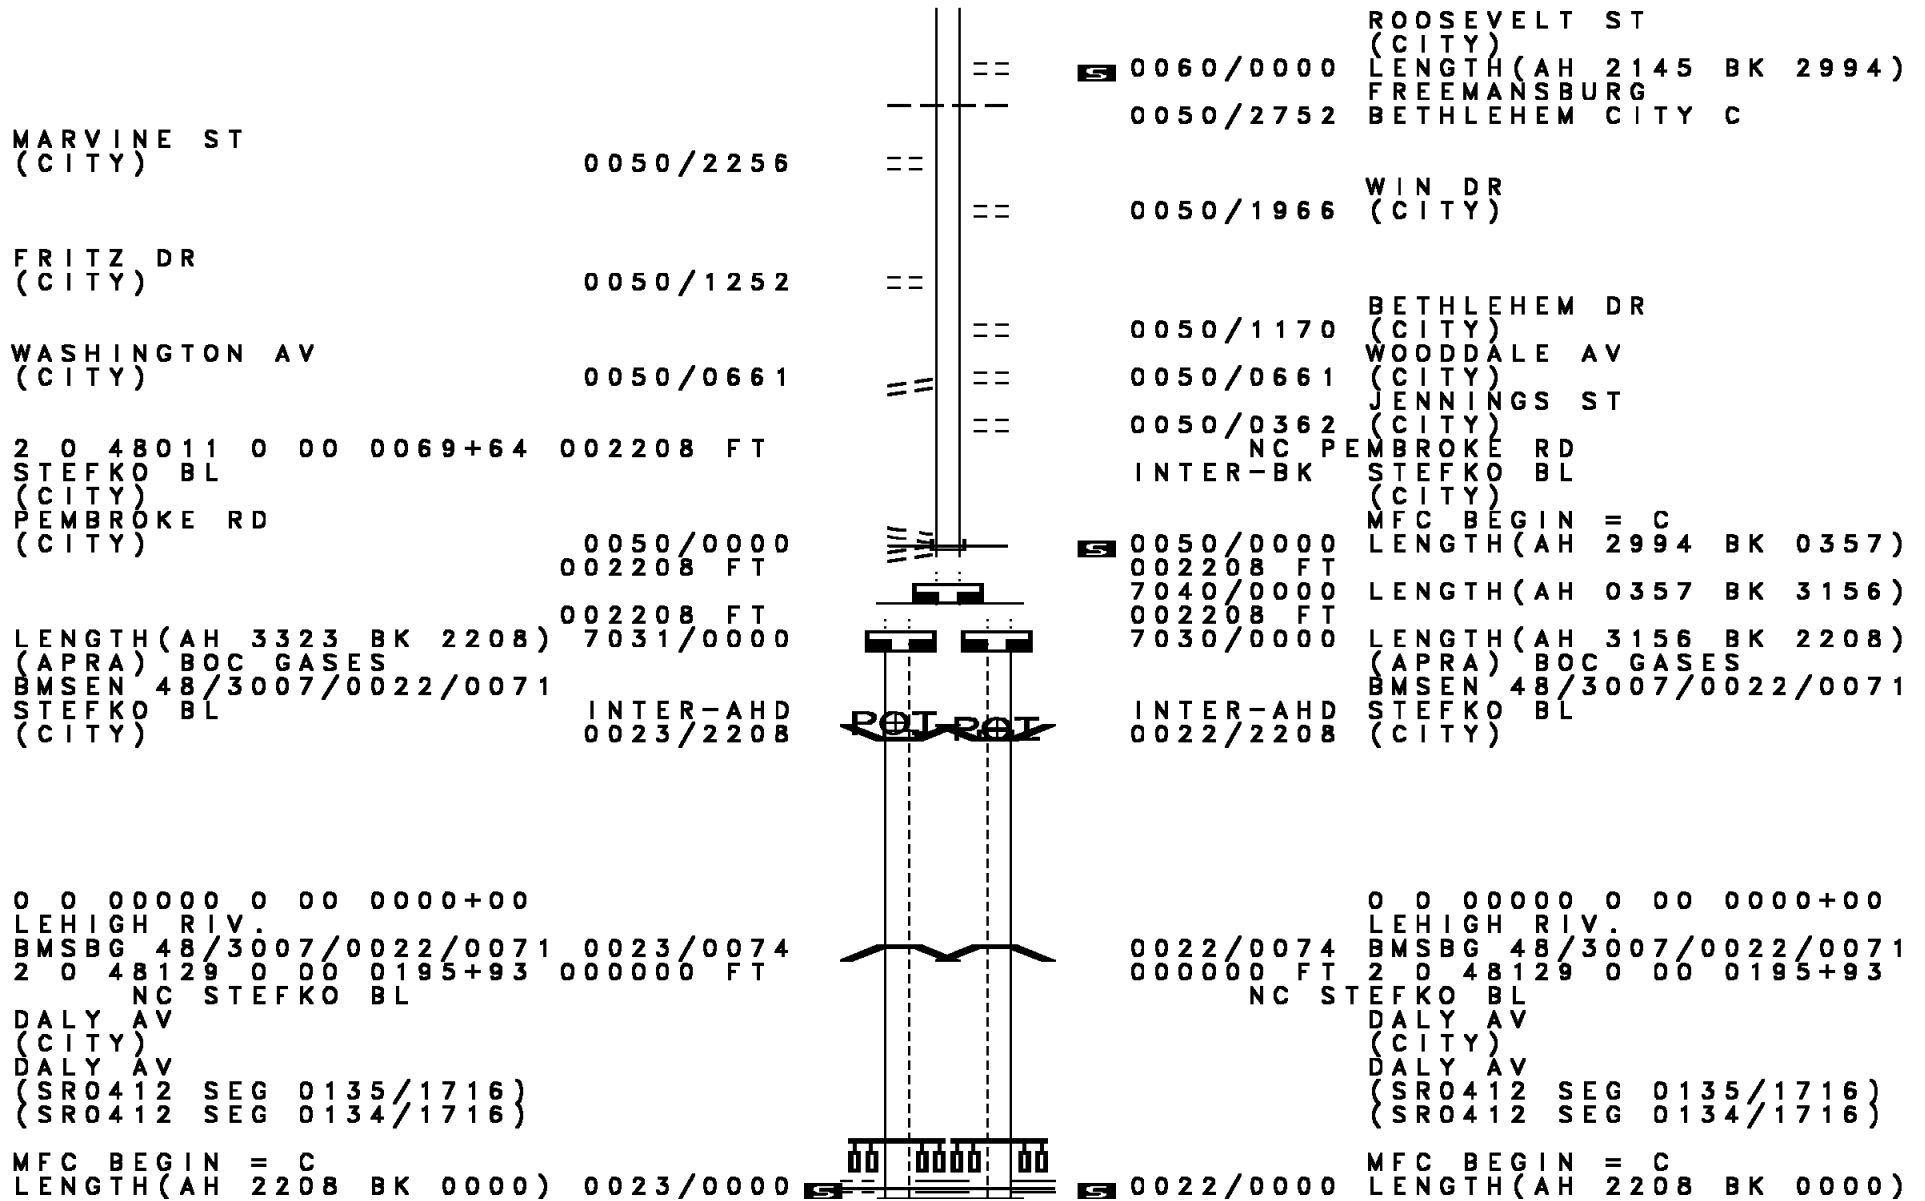 ROOSEVELT ST
(CITY)
S 0060/0000 LENGTH(AH 2145 BK 2994)
FREEMANSBURG
0050/2752 BETHLEHEM CITY C
MARVINE ST
(CITY) 0050/2256
WIN DR
0050/1966 (CITY)
FRITZ DR
(CITY) 0050/1252
BETHLEHEM DR
0050/1170 (CITY)
WASHINGTON AV WOODDALE AV
(CITY) 0050/0661 0050/0661 (CITY)
JENNINGS ST
0050/0362 (CITY)
2 0 48011 0 00 0069+64 002208 FT NC PEMBROKE RD
STEFKO BL INTER-BK STEFKO BL
(CITY) (CITY)
PEMBROKE RD MFC BEGIN = C
(CITY) 0050/0000 S 0050/0000 LENGTH(AH 2994 BK 0357)
002208 FT 002208 FT
7040/0000 LENGTH(AH 0357 BK 3156)
002208 FT 002208 FT
LENGTH(AH 3323 BK 2208) 7031/0000 7030/0000 LENGTH(AH 3156 BK 2208)
(APRA) BOC GASES (APRA) BOC GASES
BMSEN 48/3007/0022/0071 BMSEN 48/3007/0022/0071
STEFKO BL INTER-AHD POT POT INTER-AHD STEFKO BL
(CITY) 0023/2208 0022/2208 (CITY)
0 0 00000 0 00 0000+00 0 0 00000 0 00 0000+00
LEHIGH RIV. LEHIGH RIV.
BMSBG 48/3007/0022/0071 0023/0074 0022/0074 BMSBG 48/3007/0022/0071
2 0 48129 0 00 0195+93 000000 FT 000000 FT 2 0 48129 0 00 0195+93
NC STEFKO BL NC STEFKO BL
DALY AV DALY AV
(CITY) (CITY)
DALY AV DALY AV
(SR0412 SEG 0135/1716) (SR0412 SEG 0135/1716)
(SR0412 SEG 0134/1716) (SR0412 SEG 0134/1716)
MFC BEGIN = C MFC BEGIN = C
LENGTH(AH 2208 BK 0000) 0023/0000 S S 0022/0000 LENGTH(AH 2208 BK 0000)